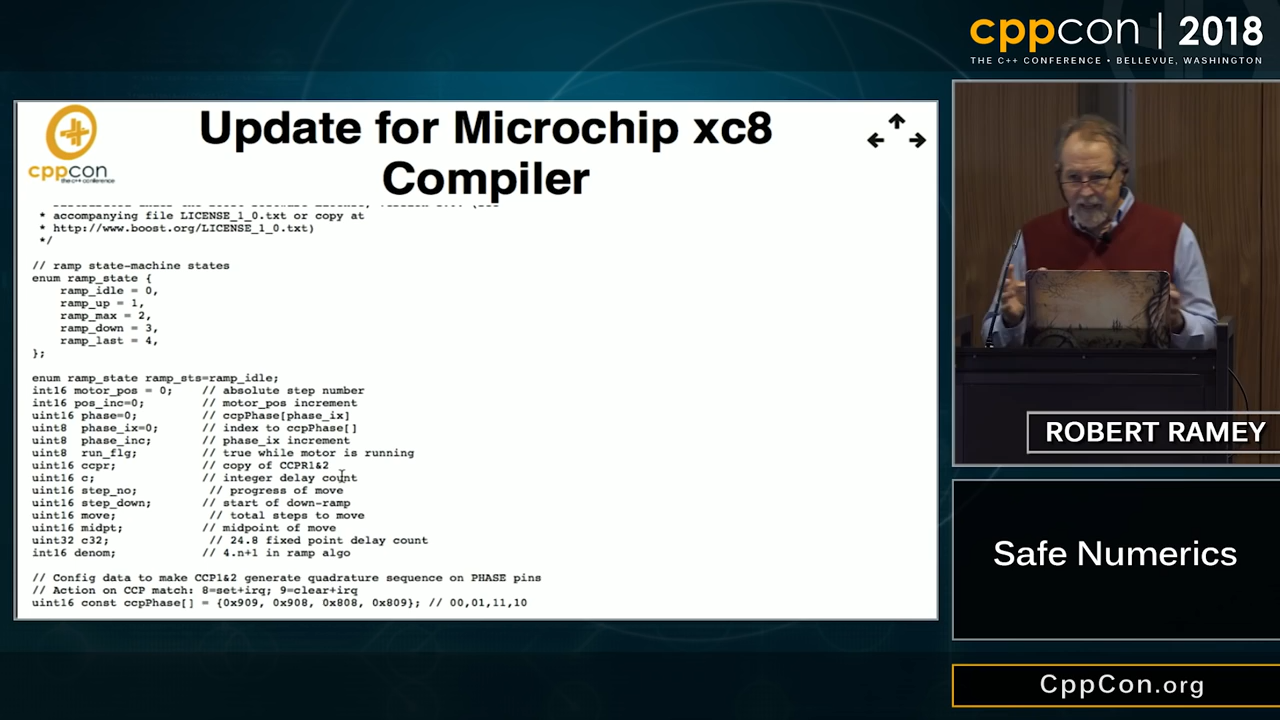 cppcon | 2018
THE C++ CONFERENCE • BELLEVUE, WASHINGTON
cppcon
the c++ conference
Update for Microchip xc8
Compiler
* accompanying file LICENSE_1_0.txt or copy at
* http://www.boost.org/LICENSE_1_0.txt)
*/
// ramp state-machine states
enum ramp_state {
ramp_idle = 0,
ramp_up = 1,
ramp_max = 2,
ramp_down = 3,
ramp_last = 4,
};
enum ramp_state ramp_sts=ramp_idle;
int16 motor_pos = 0; // absolute step number
int16 pos_inc=0; // motor_pos increment
uint16 phase=0; // ccpPhase[phase_ix]
uint8 phase_ix=0; // index to ccpPhase[]
uint8 phase_inc; // phase_ix increment
uint8 run_flg; // true while motor is running
uint16 ccpr; // copy of CCPR1&2
uint16 c; // integer delay count
uint16 step_no; // progress of move
uint16 step_down; // start of down-ramp
uint16 move; // total steps to move
uint16 midpt; // midpoint of move
uint32 c32; // 24.8 fixed point delay count
int16 denom; // 4.n+1 in ramp algo
// Config data to make CCP1&2 generate quadrature sequence on PHASE pins
// Action on CCP match: 8=set+irq; 9=clear+irq
uint16 const ccpPhase[] = {0x909, 0x908, 0x808, 0x809}; // 00,01,11,10
ROBERT RAMEY
Safe Numerics
CppCon.org